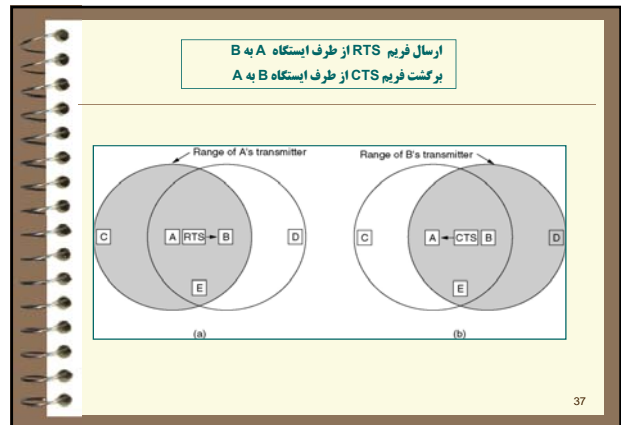 ارسال فریم RTS از طرف ایستگاه A به B
برگشت فریم CTS از طرف ایستگاه B به A
Range of A's transmitter
Range of B's transmitter
C A RTS B D
C A CTS B D
E
E
(a)
(b)
37